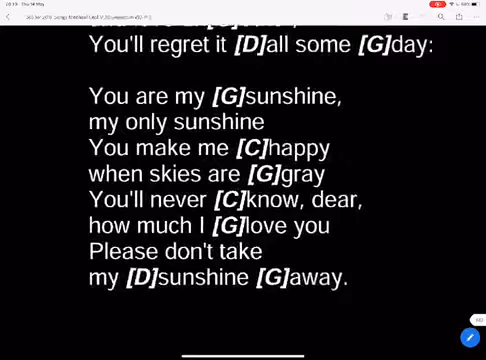 You'll regret it [D]all some [G]day:
You are my [G]sunshine,
my only sunshine
You make me [C]happy
when skies are [G]gray
You'll never [C]know, dear,
how much I [G]love you
Please don't take
my [D]sunshine [G]away.